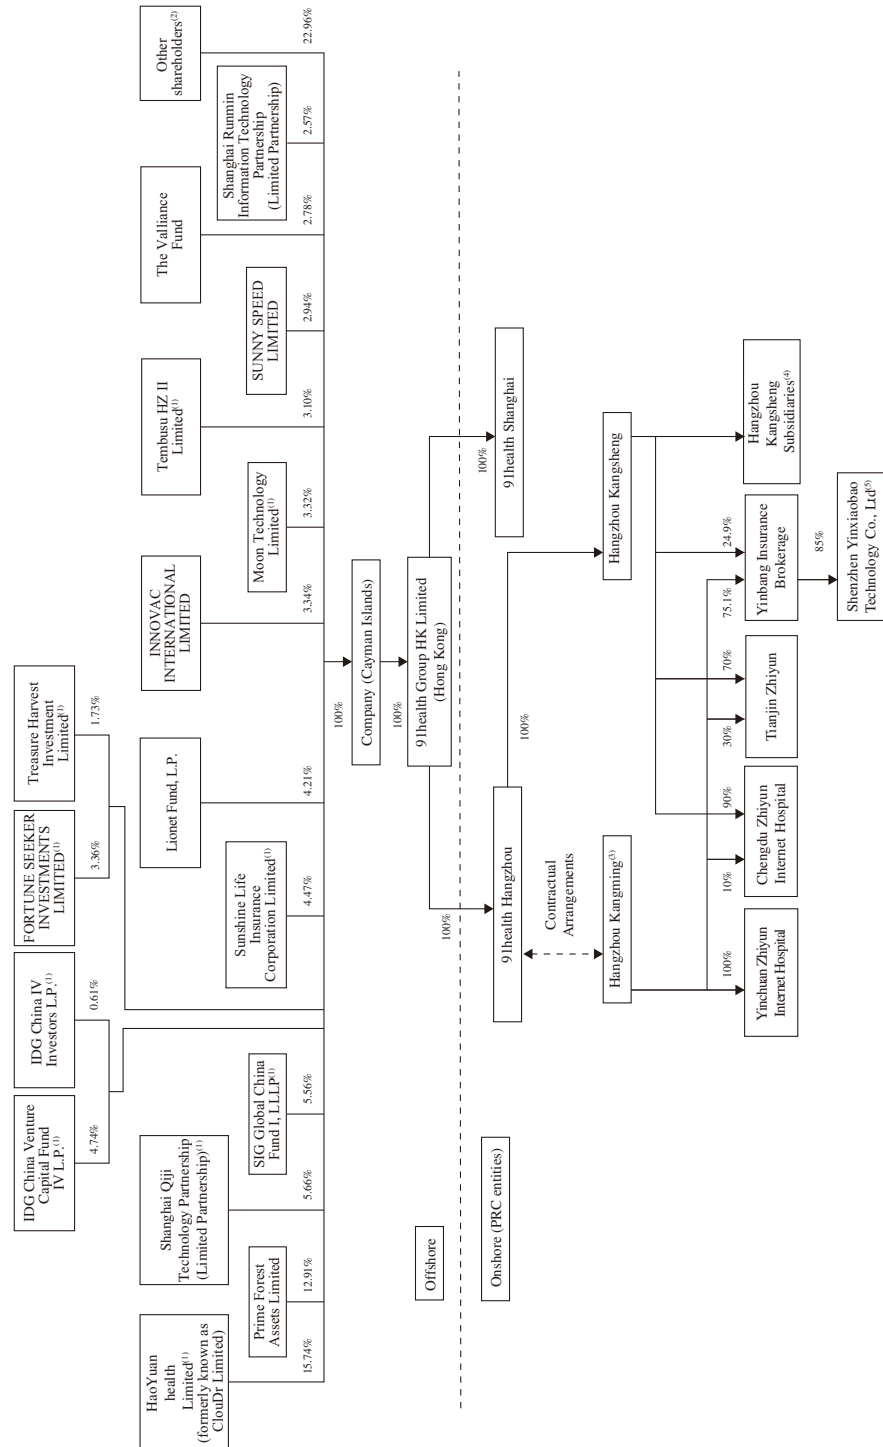 IDG China Venture
Capital Fund
IV L.P.(1)
IDG China IV
Investors L.P.(1)
FORTUNE SEEKER
INVESTMENTS
LIMITED(1)
Treasure Harvest
Investment
Limited(1)
4.74%
0.61%
3.36%
1.73%
HaoYuan
health
Limited(1)
(formerly known as
ClouDr Limited)
Shanghai Qiji
Technology Partnership
(Limited Partnership)(1)
Lionet Fund, L.P.
INNOVAC
INTERNATIONAL
LIMITED
Tembusu HZ II
Limited(1)
The Valliance
Fund
Other
shareholders(2)
Prime Forest
Assets Limited
SIG Global China
Fund I, LLLP(1)
Sunshine Life
Insurance
Corporation Limited(1)
Moon Technology
Limited(1)
SUNNY SPEED
LIMITED
Shanghai Runmin
Information Technology
Partnership
(Limited Partnership)
15.74%
12.91%
5.66%
5.56%
4.47%
4.21%
3.34%
3.32%
3.10%
2.94%
2.78%
2.57%
22.96%
100%
Company (Cayman Islands)
100%
91health Group HK Limited
(Hong Kong)
Offshore
100%
100%
Onshore (PRC entities)
91health Hangzhou
91health Shanghai
100%
Contractual
Arrangements
Hangzhou Kangming(3)
Hangzhou Kangsheng
100%
10%
90%
30%
70%
75.1%
24.9%
Yinchuan Zhiyun
Internet Hospital
Chengdu Zhiyun
Internet Hospital
Tianjin Zhiyun
Yinbang Insurance
Brokerage
Hangzhou
Kangsheng
Subsidiaries(4)
85%
Shenzhen Yinxiaobao
Technology Co., Ltd(5)